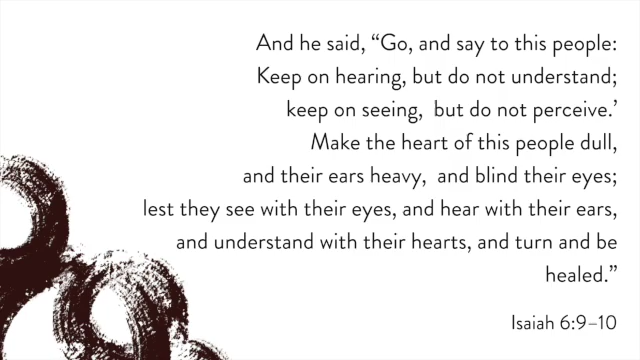 And he said, “Go, and say to this people:
Keep on hearing, but do not understand;
keep on seeing, but do not perceive.’
Make the heart of this people dull,
and their ears heavy, and blind their eyes;
lest they see with their eyes, and hear with their ears,
and understand with their hearts, and turn and be
healed.”
Isaiah 6:9–10